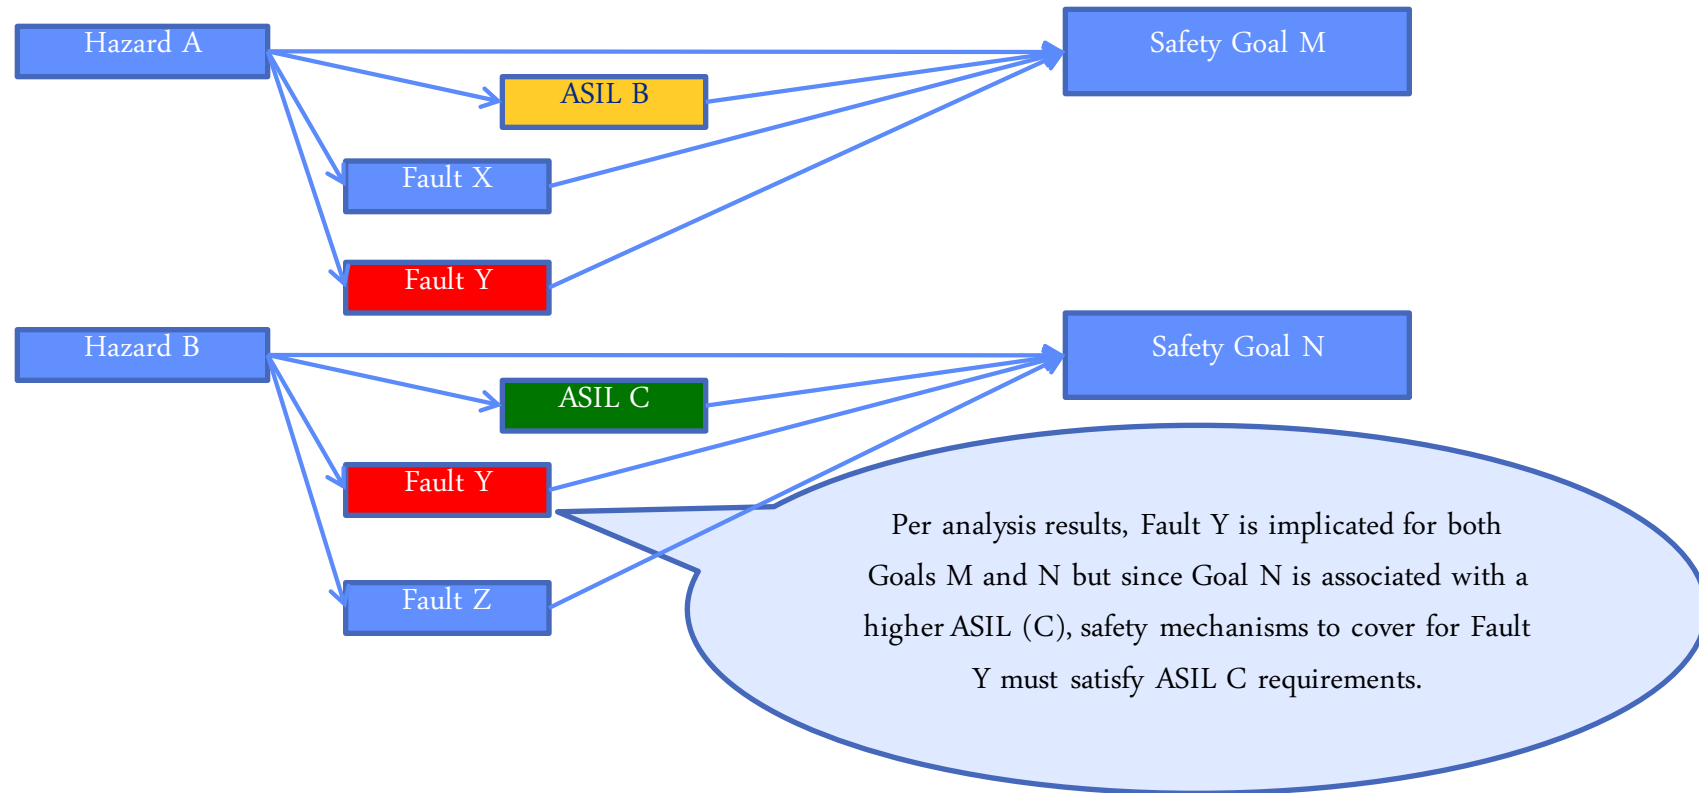 Hazard A
Safety Goal M
ASIL B
Fault X
Fault Y
Hazard B
Safety Goal N
ASIL C
Fault Y
Fault Z
Per analysis results, Fault Y is implicated for both
Goals M and N but since Goal N is associated with a
higher ASIL (C), safety mechanisms to cover for Fault
Y must satisfy ASIL C requirements.